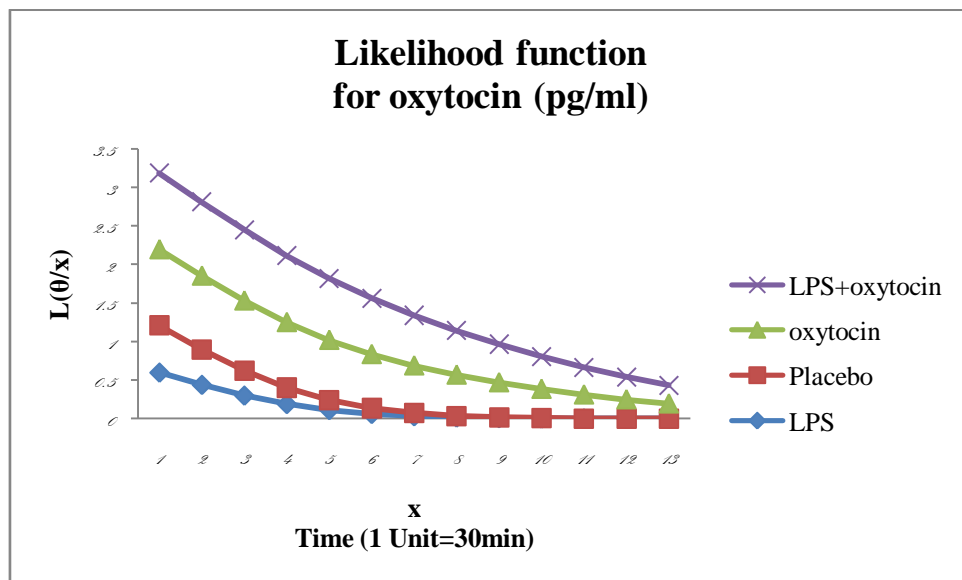 Likelihood function
for oxytocin (pg/ml)
L(θ/x)
3.5
3
2.5
2
1.5
1
0.5
0
1 2 3 4 5 6 7 8 9 10 11 12 13
x
Time (1 Unit=30min)
LPS+oxytocin
oxytocin
Placebo
LPS